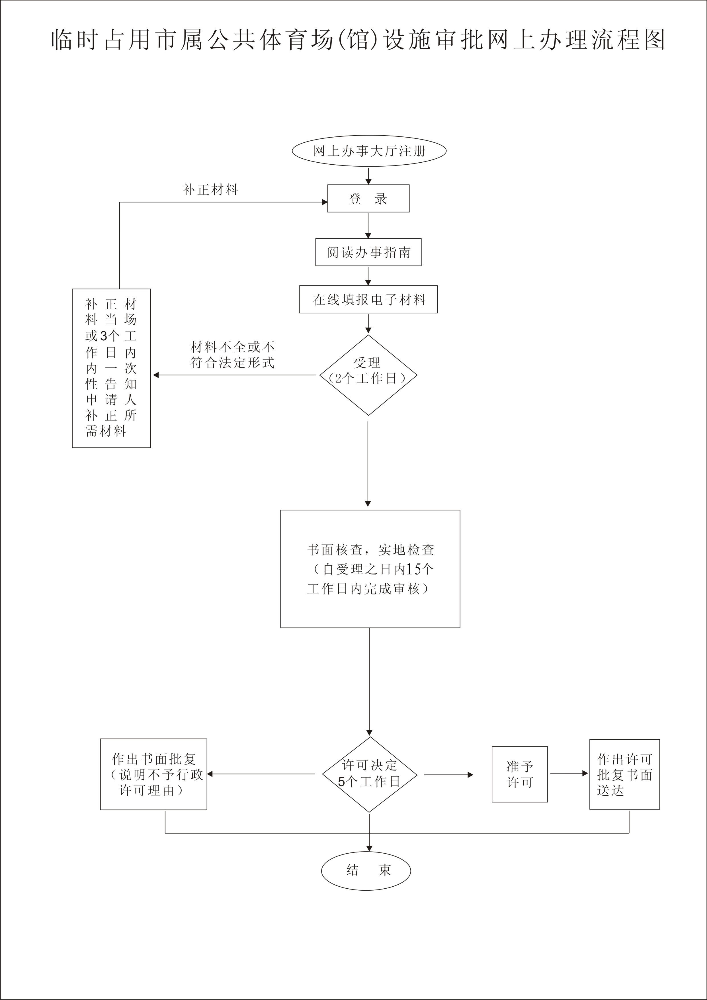 临时占用市属公共体育场(馆)设施审批网上办理流程图
网上办事大厅注册
补正材料
登 录
阅读办事指南
在线填报电子材料
补正材
料当场
或3个工
作日内
内一次
性告知
申请人
补正所
需材料
材料不全或不
符合法定形式
受理
（2个工作日）
书面核查，实地检查
（自受理之日内15个
工作日内完成审核）
作出书面批复
（说明不予行政
许可理由）
许可决定
5个工作日
准予
许可
作出许可
批复书面
送达
结 束